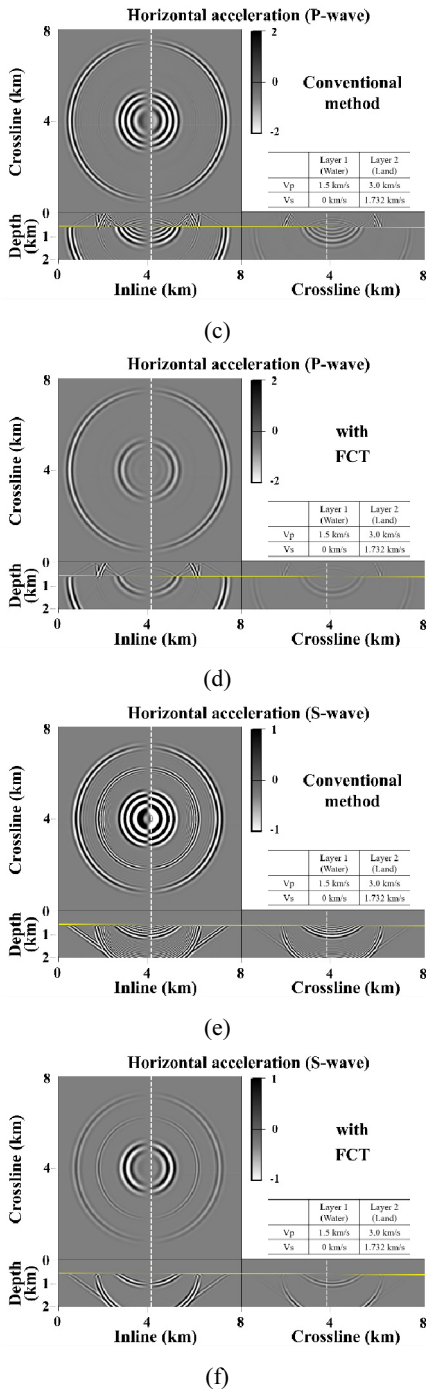 Horizontal acceleration (P-wave)
8
Crossline (km)
4
0
2
0
-2
Conventional
method
Layer 1
(Water)
Layer 2
(Land)
Vp
1.5 km/s
3.0 km/s
Vs
0 km/s
1.732 km/s
Depth
(km)
1
2
0
4
8
4
8
Inline (km)
Crossline (km)
(c)
Horizontal acceleration (P-wave)
8
Crossline (km)
4
0
2
0
-2
with
FCT
Layer 1
(Water)
Layer 2
(Land)
Vp
1.5 km/s
3.0 km/s
Vs
0 km/s
1.732 km/s
Depth
(km)
1
2
0
4
8
4
8
Inline (km)
Crossline (km)
(d)
Horizontal acceleration (S-wave)
8
Crossline (km)
4
0
1
0
-1
Conventional
method
Layer 1
(Water)
Layer 2
(Land)
Vp
1.5 km/s
3.0 km/s
Vs
0 km/s
1.732 km/s
Depth
(km)
1
2
0
4
8
4
8
Inline (km)
Crossline (km)
(e)
Horizontal acceleration (S-wave)
8
Crossline (km)
4
0
1
0
-1
with
FCT
Layer 1
(Water)
Layer 2
(Land)
Vp
1.5 km/s
3.0 km/s
Vs
0 km/s
1.732 km/s
Depth
(km)
1
2
0
4
8
4
8
Inline (km)
Crossline (km)
(f)